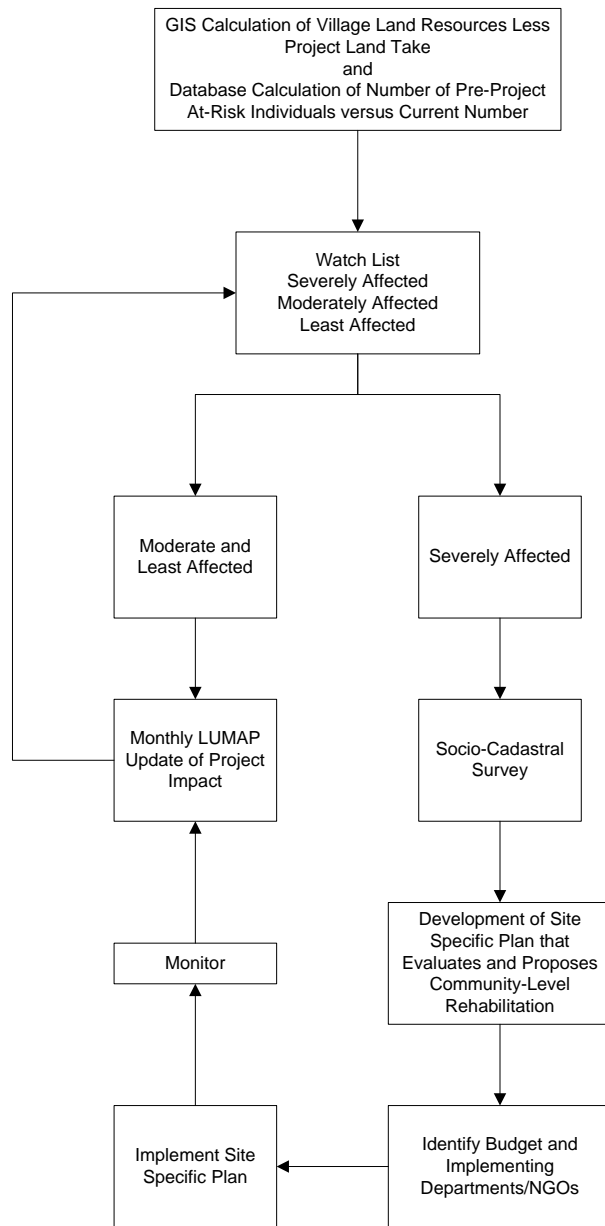 GIS Calculation of Village Land Resources Less
Project Land Take
and
Database Calculation of Number of Pre-Project
At-Risk Individuals versus Current Number
Watch List
Severely Affected
Moderately Affected
Least Affected
Moderate and
Least Affected
Severely Affected
Monthly LUMAP
Update of Project
Impact
Socio-Cadastral
Survey
Development of Site
Specific Plan that
Evaluates and Proposes
Community-Level
Rehabilitation
Monitor
Implement Site
Specific Plan
Identify Budget and
Implementing
Departments/NGOs